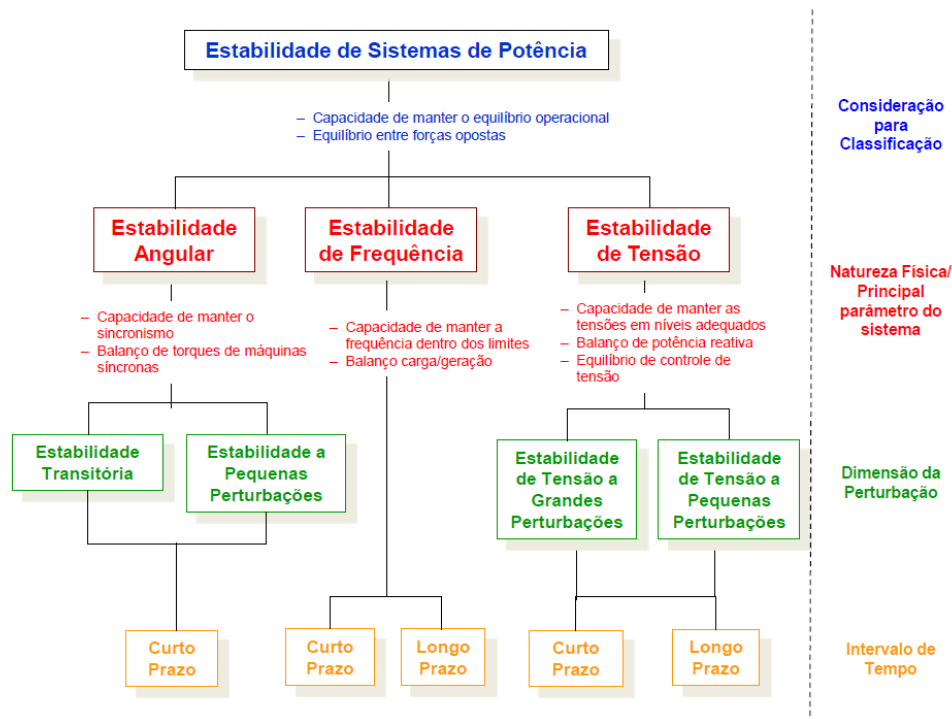 Estabilidade de Sistemas de Potência
– Capacidade de manter o equilíbrio operacional
– Equilíbrio entre forças opostas
Consideração
para
Classificação
Estabilidade
Angular
Estabilidade
de Frequência
Estabilidade
de Tensão
Natureza Física/
Principal
parâmetro do
sistema
– Capacidade de manter o
sincronismo
– Balanço de torques de máquinas
síncronas
– Capacidade de manter a
frequência dentro dos limites
– Balanço carga/geração
– Capacidade de manter as
tensões em níveis adequados
– Balanço de potência reativa
– Equilíbrio de controle de
tensão
Estabilidade
Transitória
Estabilidade a
Pequenas
Perturbações
Estabilidade
de Tensão a
Grandes
Perturbações
Estabilidade
de Tensão a
Pequenas
Perturbações
Dimensão da
Perturbação
Curto
Prazo
Curto
Prazo
Longo
Prazo
Curto
Prazo
Longo
Prazo
Intervalo de
Tempo